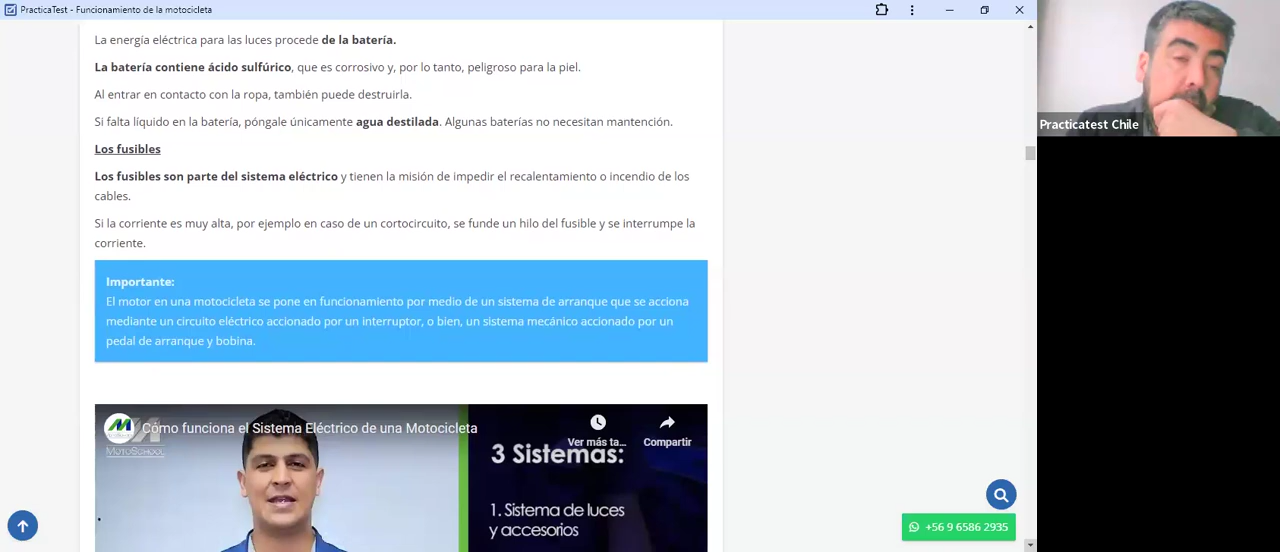 PracticaTest - Funcionamiento de la motocicleta
La energía eléctrica para las luces procede de la batería.
La batería contiene ácido sulfúrico, que es corrosivo y, por lo tanto, peligroso para la piel.
Al entrar en contacto con la ropa, también puede destruirla.
Si falta líquido en la batería, póngale únicamente agua destilada. Algunas baterías no necesitan mantención.
Los fusibles
Los fusibles son parte del sistema eléctrico y tienen la misión de impedir el recalentamiento o incendio de los
cables.
Si la corriente es muy alta, por ejemplo en caso de un cortocircuito, se funde un hilo del fusible y se interrumpe la
corriente.
Importante:
El motor en una motocicleta se pone en funcionamiento por medio de un sistema de arranque que se acciona
mediante un circuito eléctrico accionado por un interruptor, o bien, un sistema mecánico accionado por un
pedal de arranque y bobina.
Cómo funciona el Sistema Eléctrico de una Motocicleta
MOTOSCHOOL
Ver más ta...
Compartir
3 Sistemas:
1. Sistema de luces
y accesorios
+56 9 6586 2935
Practicatest Chile